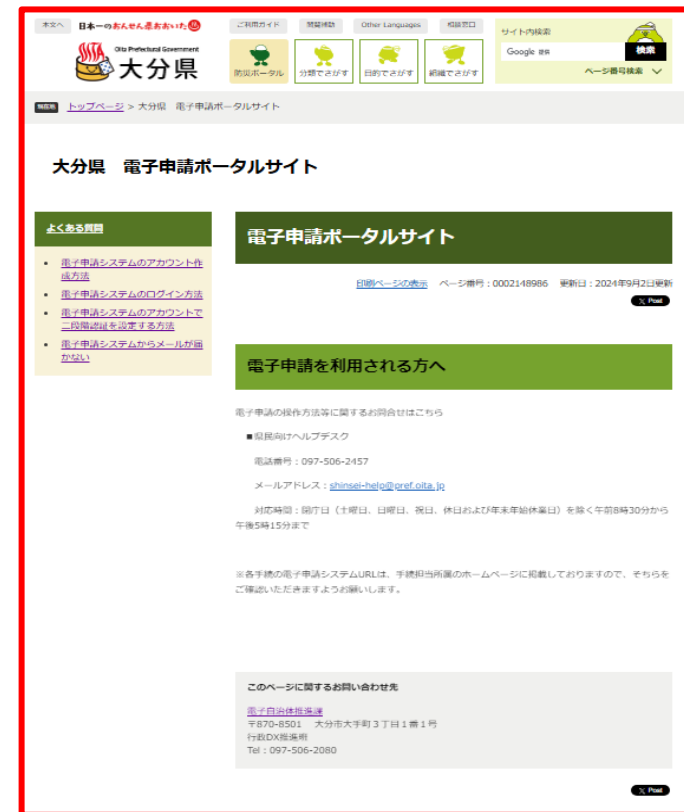 本文へ
日本一のおんせん県おおいた♨
ご利用ガイド
閲覧補助
Other Languages
相談窓口
Oita Prefectural Government
大分県
防災ポータル
分類でさがす
目的でさがす
組織でさがす
サイト内検索
Google 提供
検索
ページ番号検索
現在地 トップページ > 大分県 電子申請ポータルサイト
大分県 電子申請ポータルサイト
よくある質問
電子申請システムのアカウント作
成方法
電子申請システムのログイン方法
電子申請システムのアカウントで
二段階認証を設定する方法
電子申請システムからメールが届
かない
電子申請ポータルサイト
印刷ページの表示 ページ番号:0002148986 更新日:2024年9月2日更新
X Post
電子申請を利用される方へ
電子申請の操作方法等に関するお問合せはこちら
■県民向けヘルプデスク
電話番号:097-506-2457
メールアドレス:shinsei-help@pref.oita.jp
対応時間:開庁日(土曜日、日曜日、祝日、休日および年末年始休業日)を除く午前8時30分から
午後5時15分まで
※各手続の電子申請システムURLは、手続担当所属のホームページに掲載しておりますので、そちらを
ご確認いただきますようお願いします。
このページに関するお問い合わせ先
電子自治体推進課
〒870-8501 大分市大手町3丁目1番1号
行政DX推進班
Tel:097-506-2080
X Post